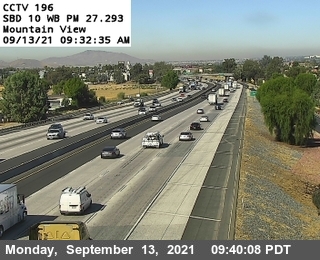 CCTV 196
SBD 10 WB PM 27.293
Mountain View
09/13/21 09:32:35 AM
Monday, September 13, 2021 09:40:08 PDT